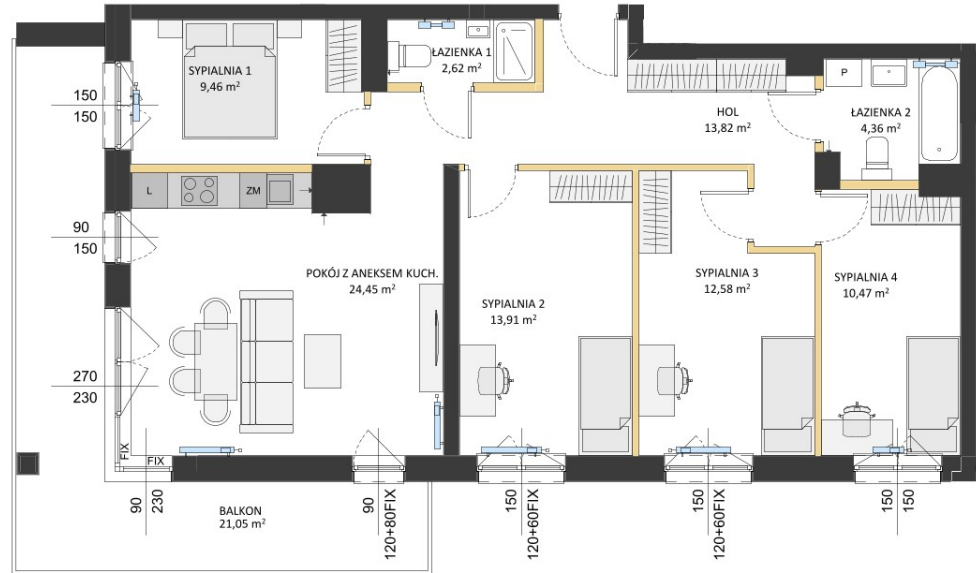 SYPIALNIA 1
9,46 m²
ŁAZIENKA 1
2,62 m²
HOL
13,82 m²
P
ŁAZIENKA 2
4,36 m²
150
150
L
ZM
90
150
POKÓJ Z ANEKSEM KUCH.
24,45 m²
SYPIALNIA 2
13,91 m²
SYPIALNIA 3
12,58 m²
SYPIALNIA 4
10,47 m²
270
230
FIX
FIX
90
230
BALKON
21,05 m²
90
120+80FIX
150
120+60FIX
150
120+60FIX
150
150